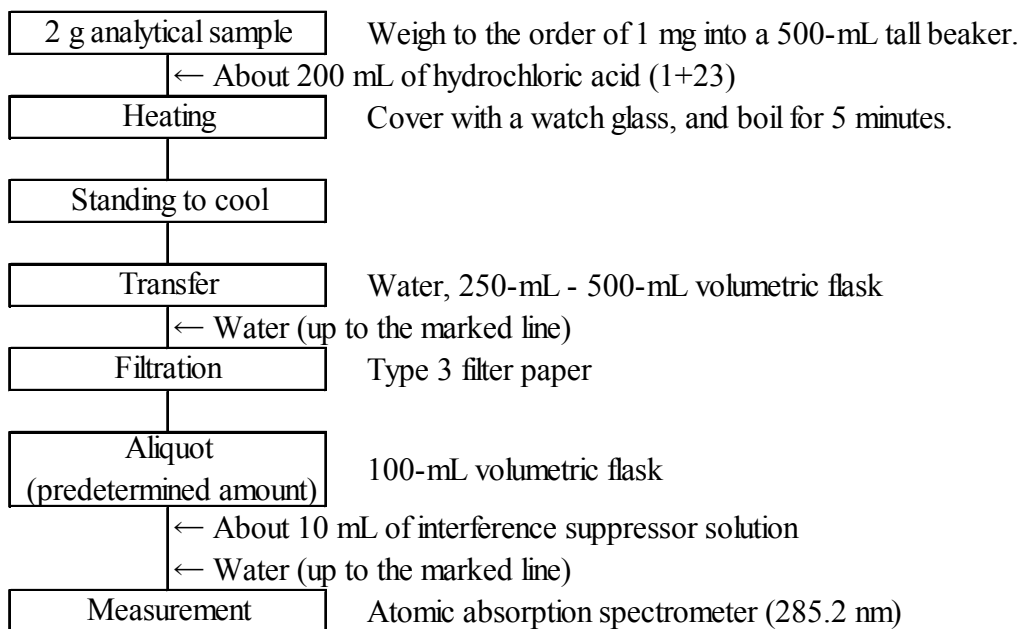 2 g analytical sample Weigh to the order of 1 mg into a 500-mL tall beaker.
← About 200 mL of hydrochloric acid (1+23)
Heating Cover with a watch glass, and boil for 5 minutes.
Standing to cool
Transfer Water, 250-mL - 500-mL volumetric flask
← Water (up to the marked line)
Filtration Type 3 filter paper
Aliquot
(predetermined amount) 100-mL volumetric flask
← About 10 mL of interference suppressor solution
← Water (up to the marked line)
Measurement Atomic absorption spectrometer (285.2 nm)